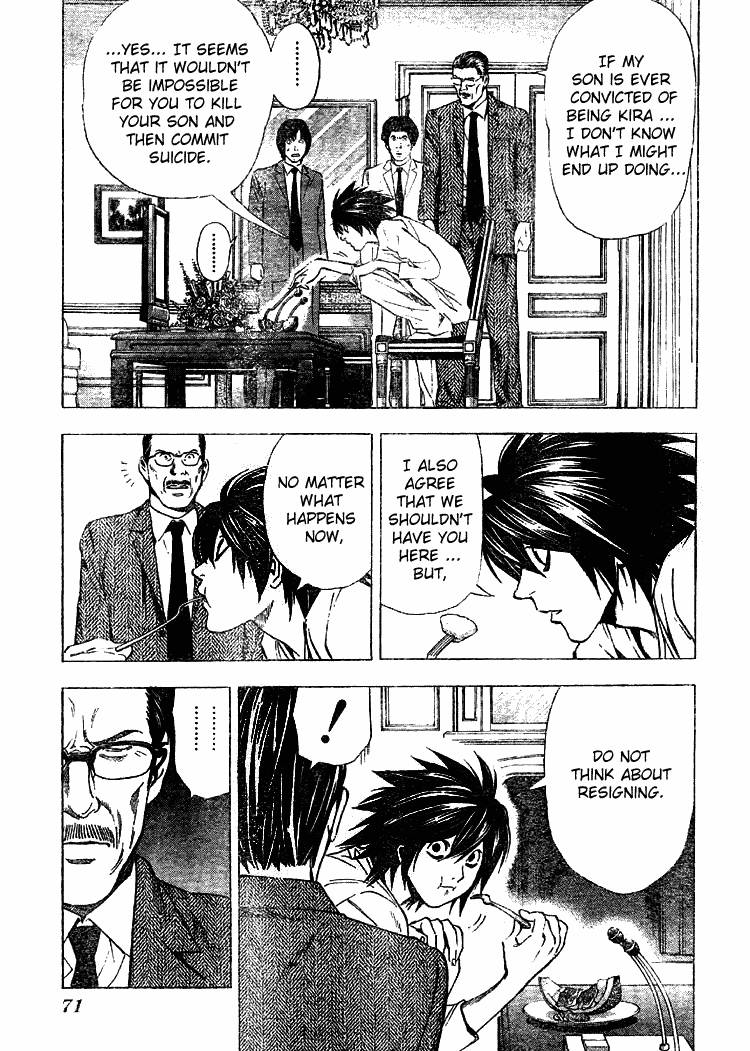 IF MY
SON IS EVER
CONVICTED OF
BEING KIRA ...
I DON'T KNOW
WHAT I MIGHT
END UP DOING...
........
...YES... IT SEEMS
THAT IT WOULDN'T
BE IMPOSSIBLE
FOR YOU TO KILL
YOUR SON AND
THEN COMMIT
SUICIDE.
........
I ALSO
AGREE
THAT WE
SHOULDN'T
HAVE YOU
HERE ...
BUT,
NO MATTER
WHAT
HAPPENS
NOW,
DO NOT
THINK ABOUT
RESIGNING.
!
........
71